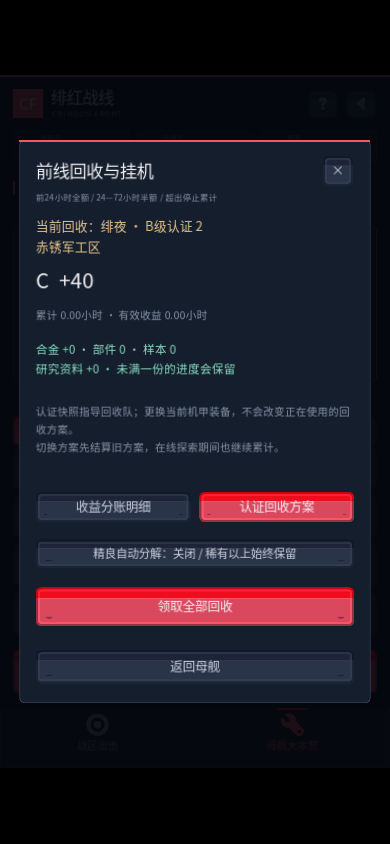 CF
绯红战线
?
前线回收与挂机
×
前24小时全额 / 24—72小时半额 / 超出停止累计
当前回收：绯夜 · B级认证 2
赤锈军工区
C +40
累计 0.00小时 · 有效收益 0.00小时
合金 +0 · 部件 0 · 样本 0
研究资料 +0 · 未满一份的进度会保留
认证快照指导回收队；更换当前机甲装备，不会改变正在使用的回
收方案。
切换方案先结算旧方案，在线探索期间也继续累计。
收益分账明细
认证回收方案
精良自动分解：关闭 / 稀有以上始终保留
领取全部回收
返回母舰